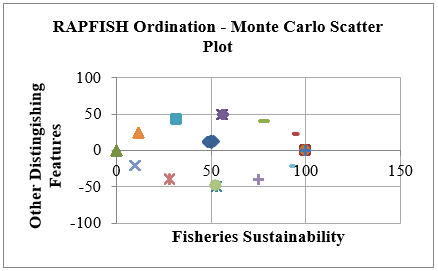 RAPFISH Ordination - Monte Carlo Scatter
Plot
Other Distingishing
Features
100
50
0
-50
-100
0
50
100
150
Fisheries Sustainability